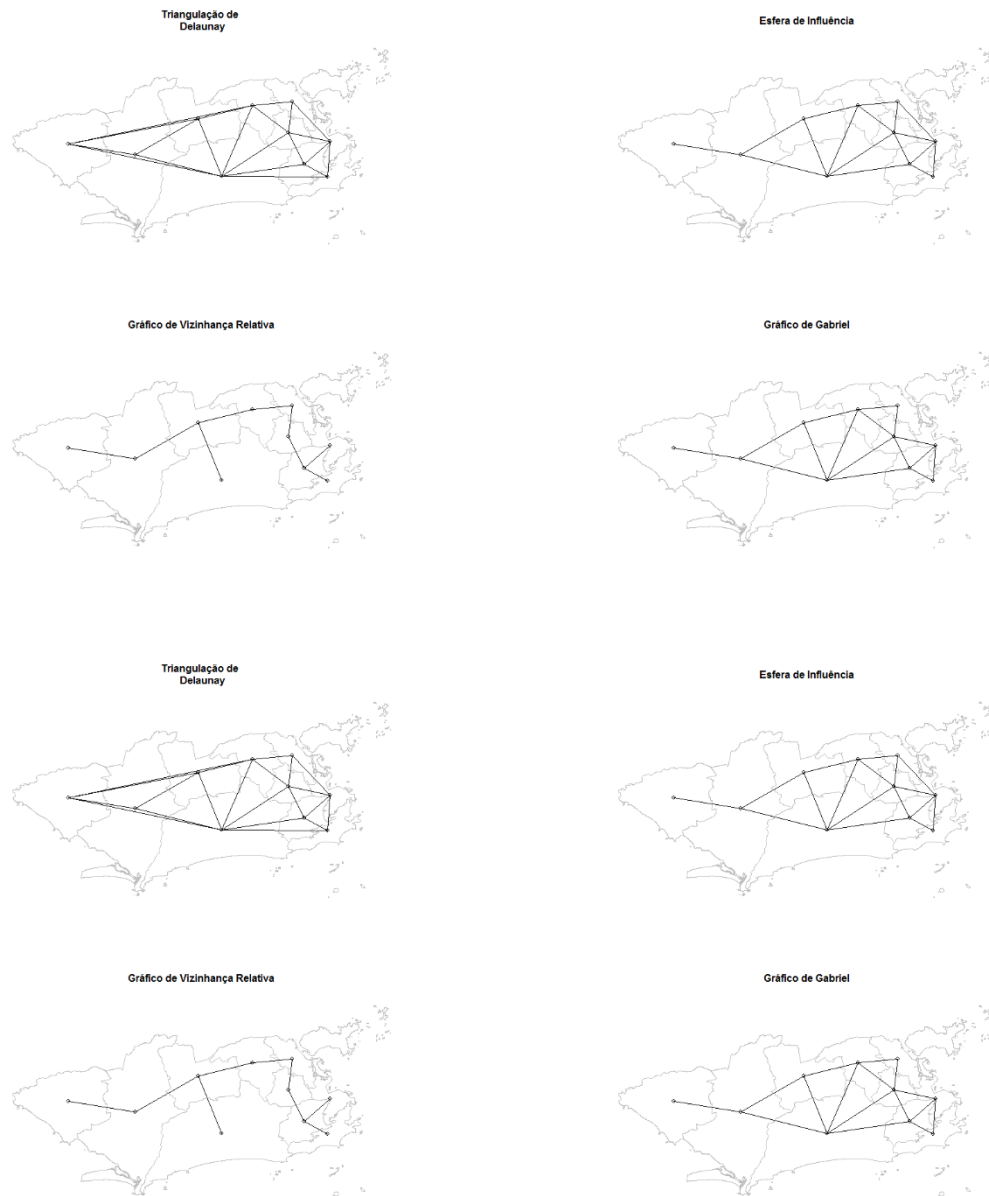 Triangulação de
Delaunay
Esfera de Influência
Gráfico de Vizinhança Relativa
Gráfico de Gabriel
Triangulação de
Delaunay
Esfera de Influência
Gráfico de Vizinhança Relativa
Gráfico de Gabriel